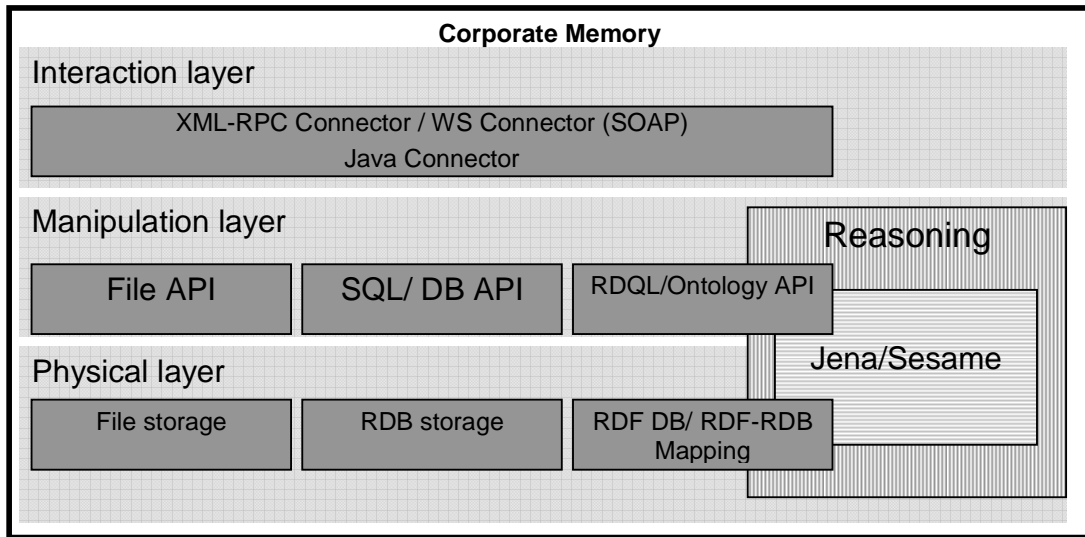 Corporate Memory
Interaction layer
XML-RPC Connector / WS Connector (SOAP)
Java Connector
Manipulation layer
Reasoning
File API
SQL/ DB API
RDQL/Ontology API
Jena/Sesame
Physical layer
File storage
RDB storage
RDF DB/ RDF-RDB
Mapping